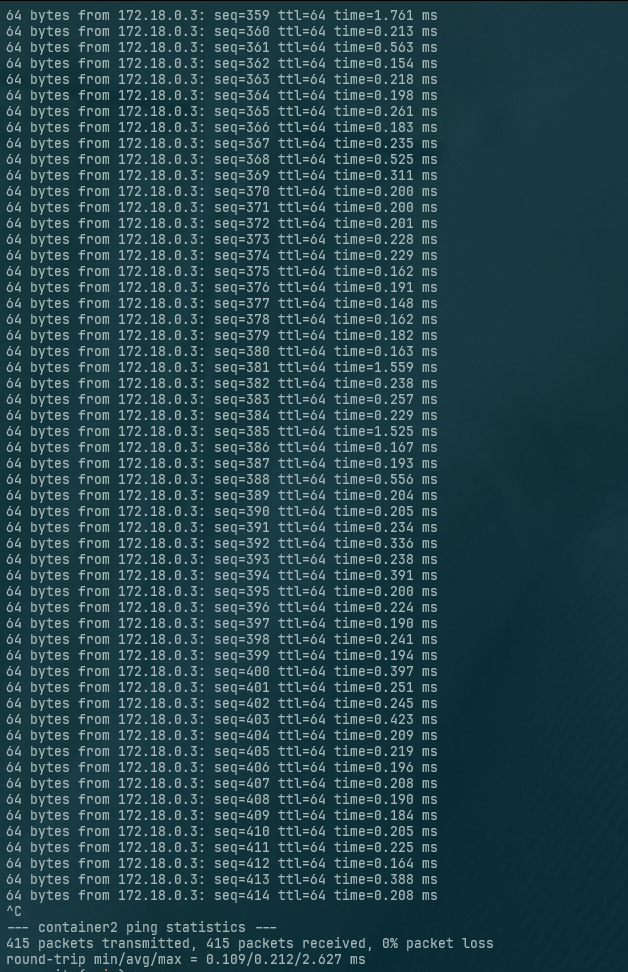 64 bytes from 172.18.0.3: seq=359 ttl=64 time=1.761 ms
64 bytes from 172.18.0.3: seq=360 ttl=64 time=0.213 ms
64 bytes from 172.18.0.3: seq=361 ttl=64 time=0.563 ms
64 bytes from 172.18.0.3: seq=362 ttl=64 time=0.154 ms
64 bytes from 172.18.0.3: seq=363 ttl=64 time=0.218 ms
64 bytes from 172.18.0.3: seq=364 ttl=64 time=0.198 ms
64 bytes from 172.18.0.3: seq=365 ttl=64 time=0.261 ms
64 bytes from 172.18.0.3: seq=366 ttl=64 time=0.183 ms
64 bytes from 172.18.0.3: seq=367 ttl=64 time=0.235 ms
64 bytes from 172.18.0.3: seq=368 ttl=64 time=0.525 ms
64 bytes from 172.18.0.3: seq=369 ttl=64 time=0.311 ms
64 bytes from 172.18.0.3: seq=370 ttl=64 time=0.200 ms
64 bytes from 172.18.0.3: seq=371 ttl=64 time=0.200 ms
64 bytes from 172.18.0.3: seq=372 ttl=64 time=0.201 ms
64 bytes from 172.18.0.3: seq=373 ttl=64 time=0.228 ms
64 bytes from 172.18.0.3: seq=374 ttl=64 time=0.229 ms
64 bytes from 172.18.0.3: seq=375 ttl=64 time=0.162 ms
64 bytes from 172.18.0.3: seq=376 ttl=64 time=0.191 ms
64 bytes from 172.18.0.3: seq=377 ttl=64 time=0.148 ms
64 bytes from 172.18.0.3: seq=378 ttl=64 time=0.162 ms
64 bytes from 172.18.0.3: seq=379 ttl=64 time=0.182 ms
64 bytes from 172.18.0.3: seq=380 ttl=64 time=0.163 ms
64 bytes from 172.18.0.3: seq=381 ttl=64 time=1.559 ms
64 bytes from 172.18.0.3: seq=382 ttl=64 time=0.238 ms
64 bytes from 172.18.0.3: seq=383 ttl=64 time=0.257 ms
64 bytes from 172.18.0.3: seq=384 ttl=64 time=0.229 ms
64 bytes from 172.18.0.3: seq=385 ttl=64 time=1.525 ms
64 bytes from 172.18.0.3: seq=386 ttl=64 time=0.167 ms
64 bytes from 172.18.0.3: seq=387 ttl=64 time=0.193 ms
64 bytes from 172.18.0.3: seq=388 ttl=64 time=0.556 ms
64 bytes from 172.18.0.3: seq=389 ttl=64 time=0.204 ms
64 bytes from 172.18.0.3: seq=390 ttl=64 time=0.205 ms
64 bytes from 172.18.0.3: seq=391 ttl=64 time=0.234 ms
64 bytes from 172.18.0.3: seq=392 ttl=64 time=0.336 ms
64 bytes from 172.18.0.3: seq=393 ttl=64 time=0.238 ms
64 bytes from 172.18.0.3: seq=394 ttl=64 time=0.391 ms
64 bytes from 172.18.0.3: seq=395 ttl=64 time=0.200 ms
64 bytes from 172.18.0.3: seq=396 ttl=64 time=0.224 ms
64 bytes from 172.18.0.3: seq=397 ttl=64 time=0.190 ms
64 bytes from 172.18.0.3: seq=398 ttl=64 time=0.241 ms
64 bytes from 172.18.0.3: seq=399 ttl=64 time=0.194 ms
64 bytes from 172.18.0.3: seq=400 ttl=64 time=0.397 ms
64 bytes from 172.18.0.3: seq=401 ttl=64 time=0.251 ms
64 bytes from 172.18.0.3: seq=402 ttl=64 time=0.245 ms
64 bytes from 172.18.0.3: seq=403 ttl=64 time=0.423 ms
64 bytes from 172.18.0.3: seq=404 ttl=64 time=0.209 ms
64 bytes from 172.18.0.3: seq=405 ttl=64 time=0.219 ms
64 bytes from 172.18.0.3: seq=406 ttl=64 time=0.196 ms
64 bytes from 172.18.0.3: seq=407 ttl=64 time=0.208 ms
64 bytes from 172.18.0.3: seq=408 ttl=64 time=0.190 ms
64 bytes from 172.18.0.3: seq=409 ttl=64 time=0.184 ms
64 bytes from 172.18.0.3: seq=410 ttl=64 time=0.205 ms
64 bytes from 172.18.0.3: seq=411 ttl=64 time=0.225 ms
64 bytes from 172.18.0.3: seq=412 ttl=64 time=0.164 ms
64 bytes from 172.18.0.3: seq=413 ttl=64 time=0.388 ms
64 bytes from 172.18.0.3: seq=414 ttl=64 time=0.208 ms
^C
--- container2 ping statistics ---
415 packets transmitted, 415 packets received, 0% packet loss
round-trip min/avg/max = 0.109/0.212/2.627 ms